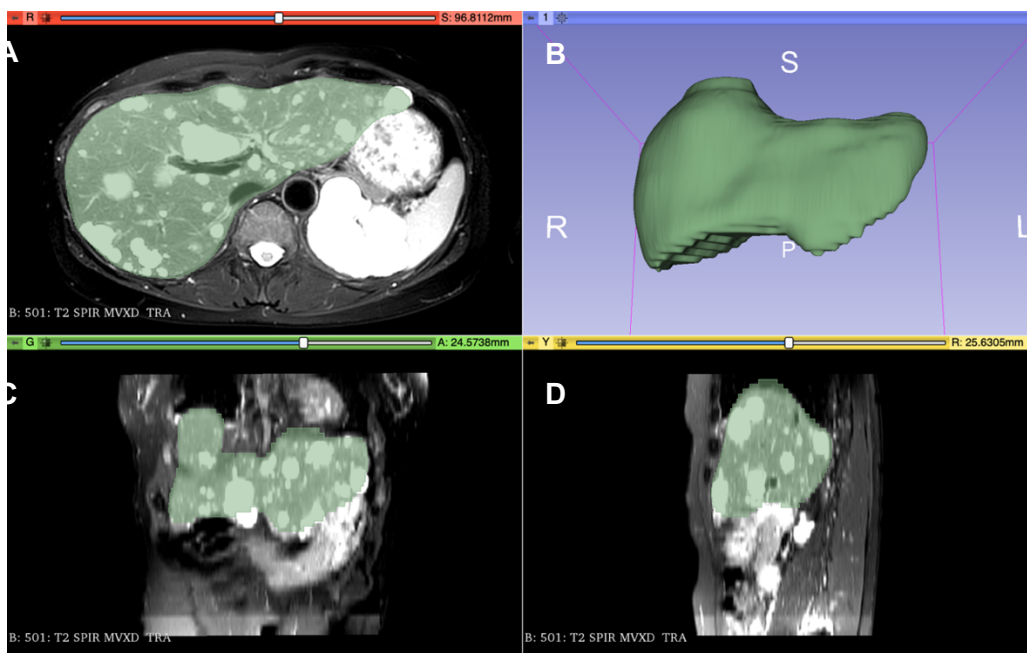 R S: 96.8112mm
1
A
B
S
R
L
P
B: 501: T2 SPIR MVXD TRA
G A: 24.5738mm
Y R: 25.6305mm
C
D
B: 501: T2 SPIR MVXD TRA
B: 501: T2 SPIR MVXD TRA